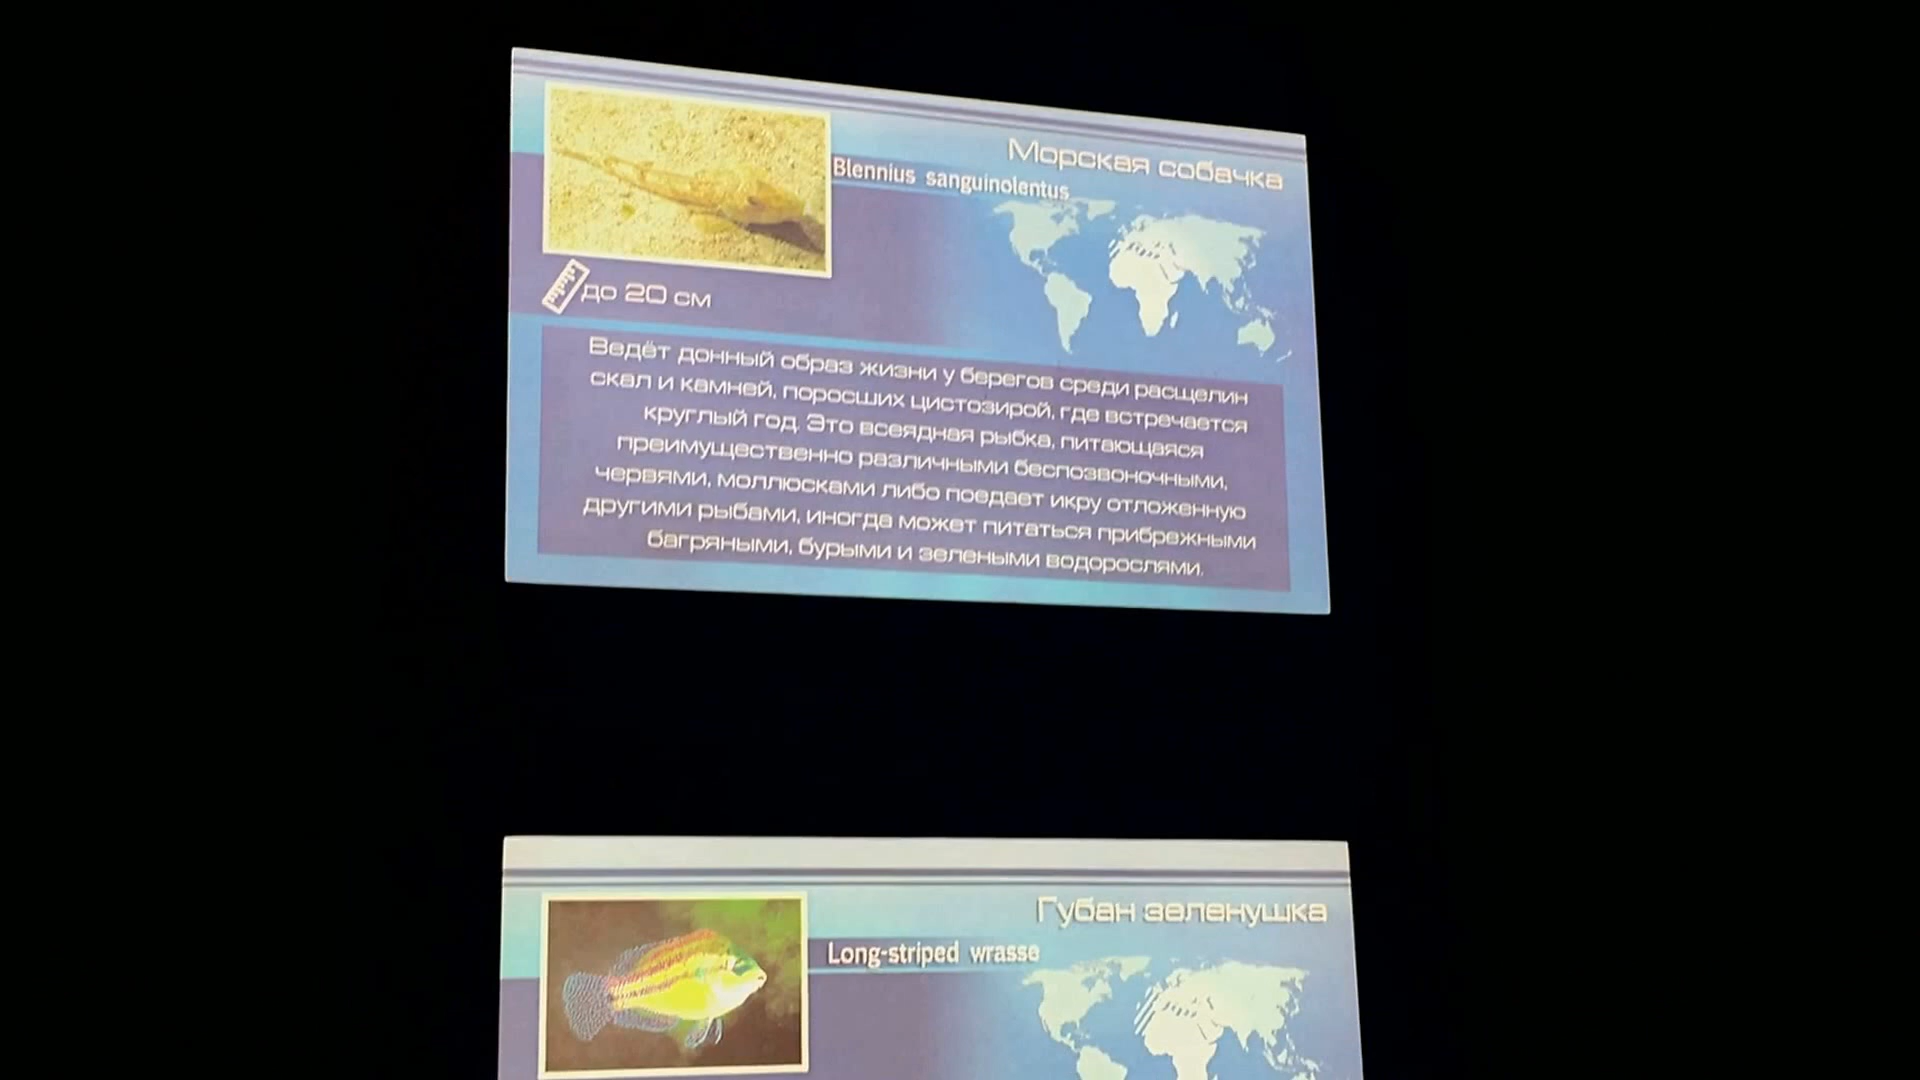 Морская собачка
Blennius sanguinolentus
до 20 см
Ведёт донный образ жизни у берегов среди расщелин
скал и камней, поросших цистозирой, где встречается
круглый год. Это всеядная рыбка, питающаяся
преимущественно различными беспозвоночными,
червями, моллюсками либо поедает икру отложенную
другими рыбами, иногда может питаться прибрежными
багряными, бурыми и зелеными водорослями.
Губан зеленушка
Long-striped wrasse